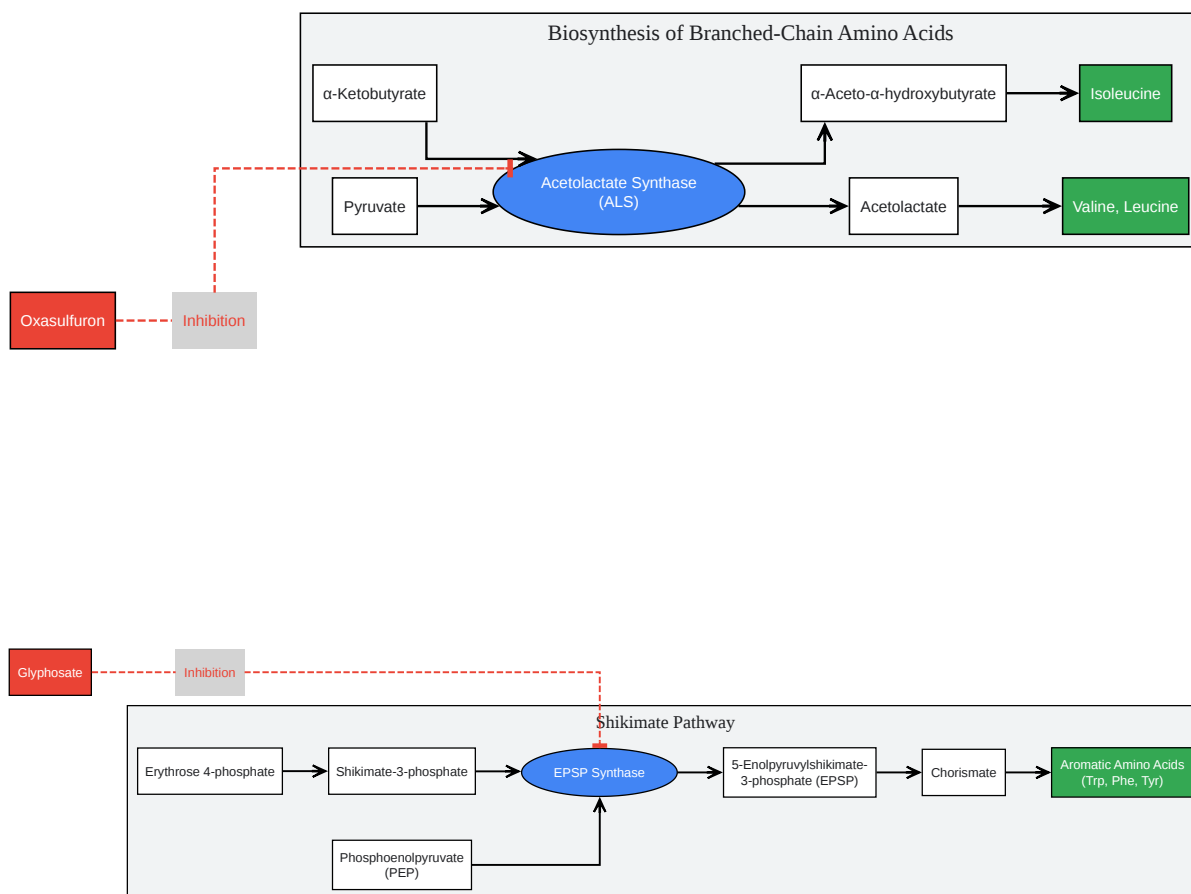 Biosynthesis of Branched-Chain Amino Acids
α-Ketobutyrate
α-Aceto-α-hydroxybutyrate
Isoleucine
Acetolactate Synthase
(ALS)
Pyruvate
Acetolactate
Valine, Leucine
Oxasulfuron
Inhibition
Glyphosate
Inhibition
Shikimate Pathway
Erythrose 4-phosphate
Shikimate-3-phosphate
EPSP Synthase
5-Enolpyruvylshikimate-
3-phosphate (EPSP)
Chorismate
Aromatic Amino Acids
(Trp, Phe, Tyr)
Phosphoenolpyruvate
(PEP)